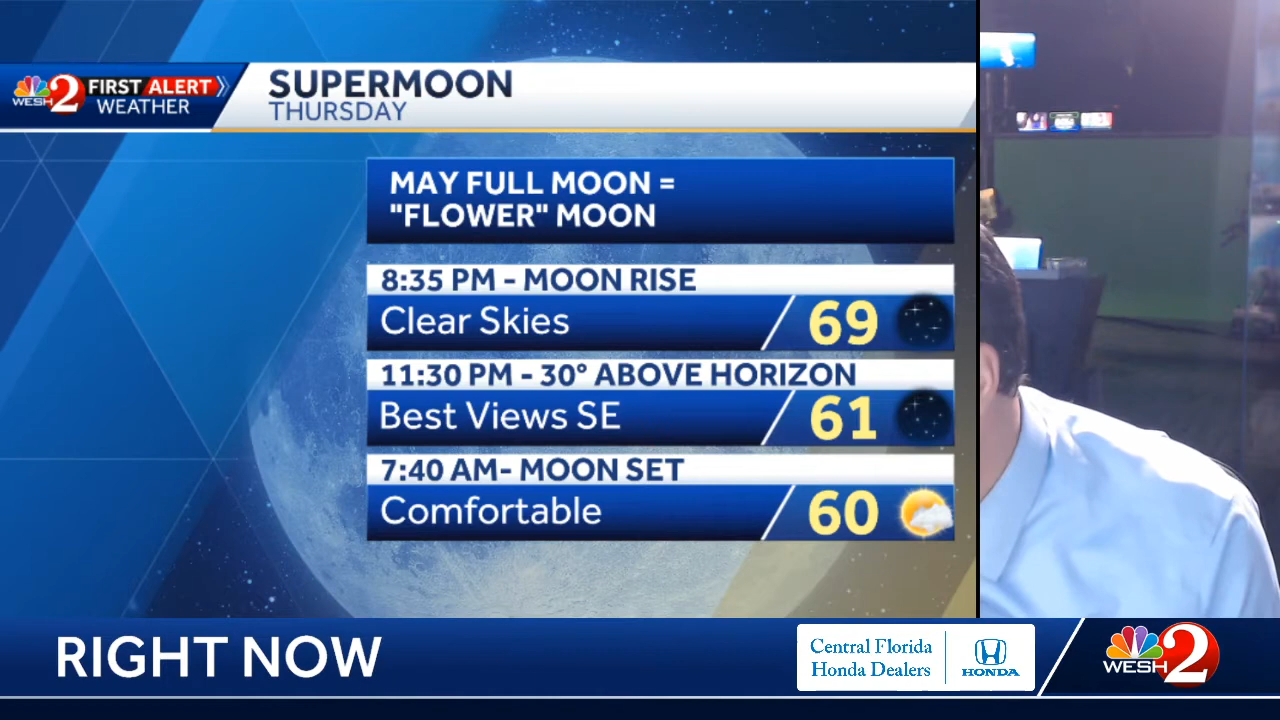 WESH 2 FIRST ALERT
WEATHER
SUPERMOON
THURSDAY
MAY FULL MOON =
"FLOWER" MOON
8:35 PM - MOON RISE
Clear Skies 69
11:30 PM - 30° ABOVE HORIZON
Best Views SE 61
7:40 AM- MOON SET
Comfortable 60
RIGHT NOW
Central Florida
Honda Dealers
HONDA
WESH 2